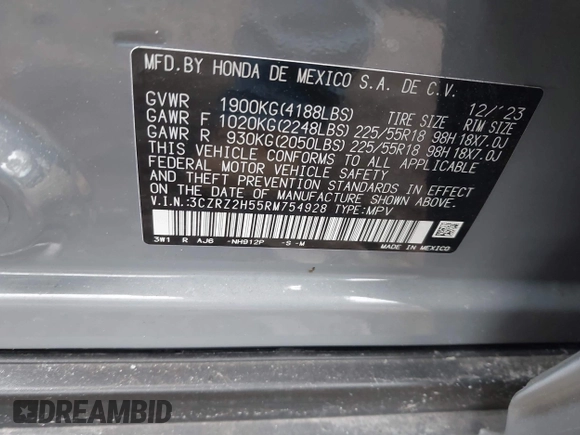 MFD. BY HONDA DE MEXICO S.A. DE C.V.
12/'23
GVWR 1900KG(4188LBS) TIRE SIZE RIM SIZE
GAWR F 1020KG(2248LBS) 225/55R18 98H 18X7.0J
GAWR R 930KG(2050LBS) 225/55R18 98H 18X7.0J
THIS VEHICLE CONFORMS TO ALL APPLICABLE
FEDERAL MOTOR VEHICLE SAFETY
AND THEFT PREVENTION STANDARDS IN EFFECT
ON THE DATE OF MANUFACTURE SHOWN ABOVE.
V.I.N.:3CZRZ2H55RM754928 TYPE:MPV
3W1 R AJ6 -NH912P -S -M
MADE IN MEXICO
DREAMBID